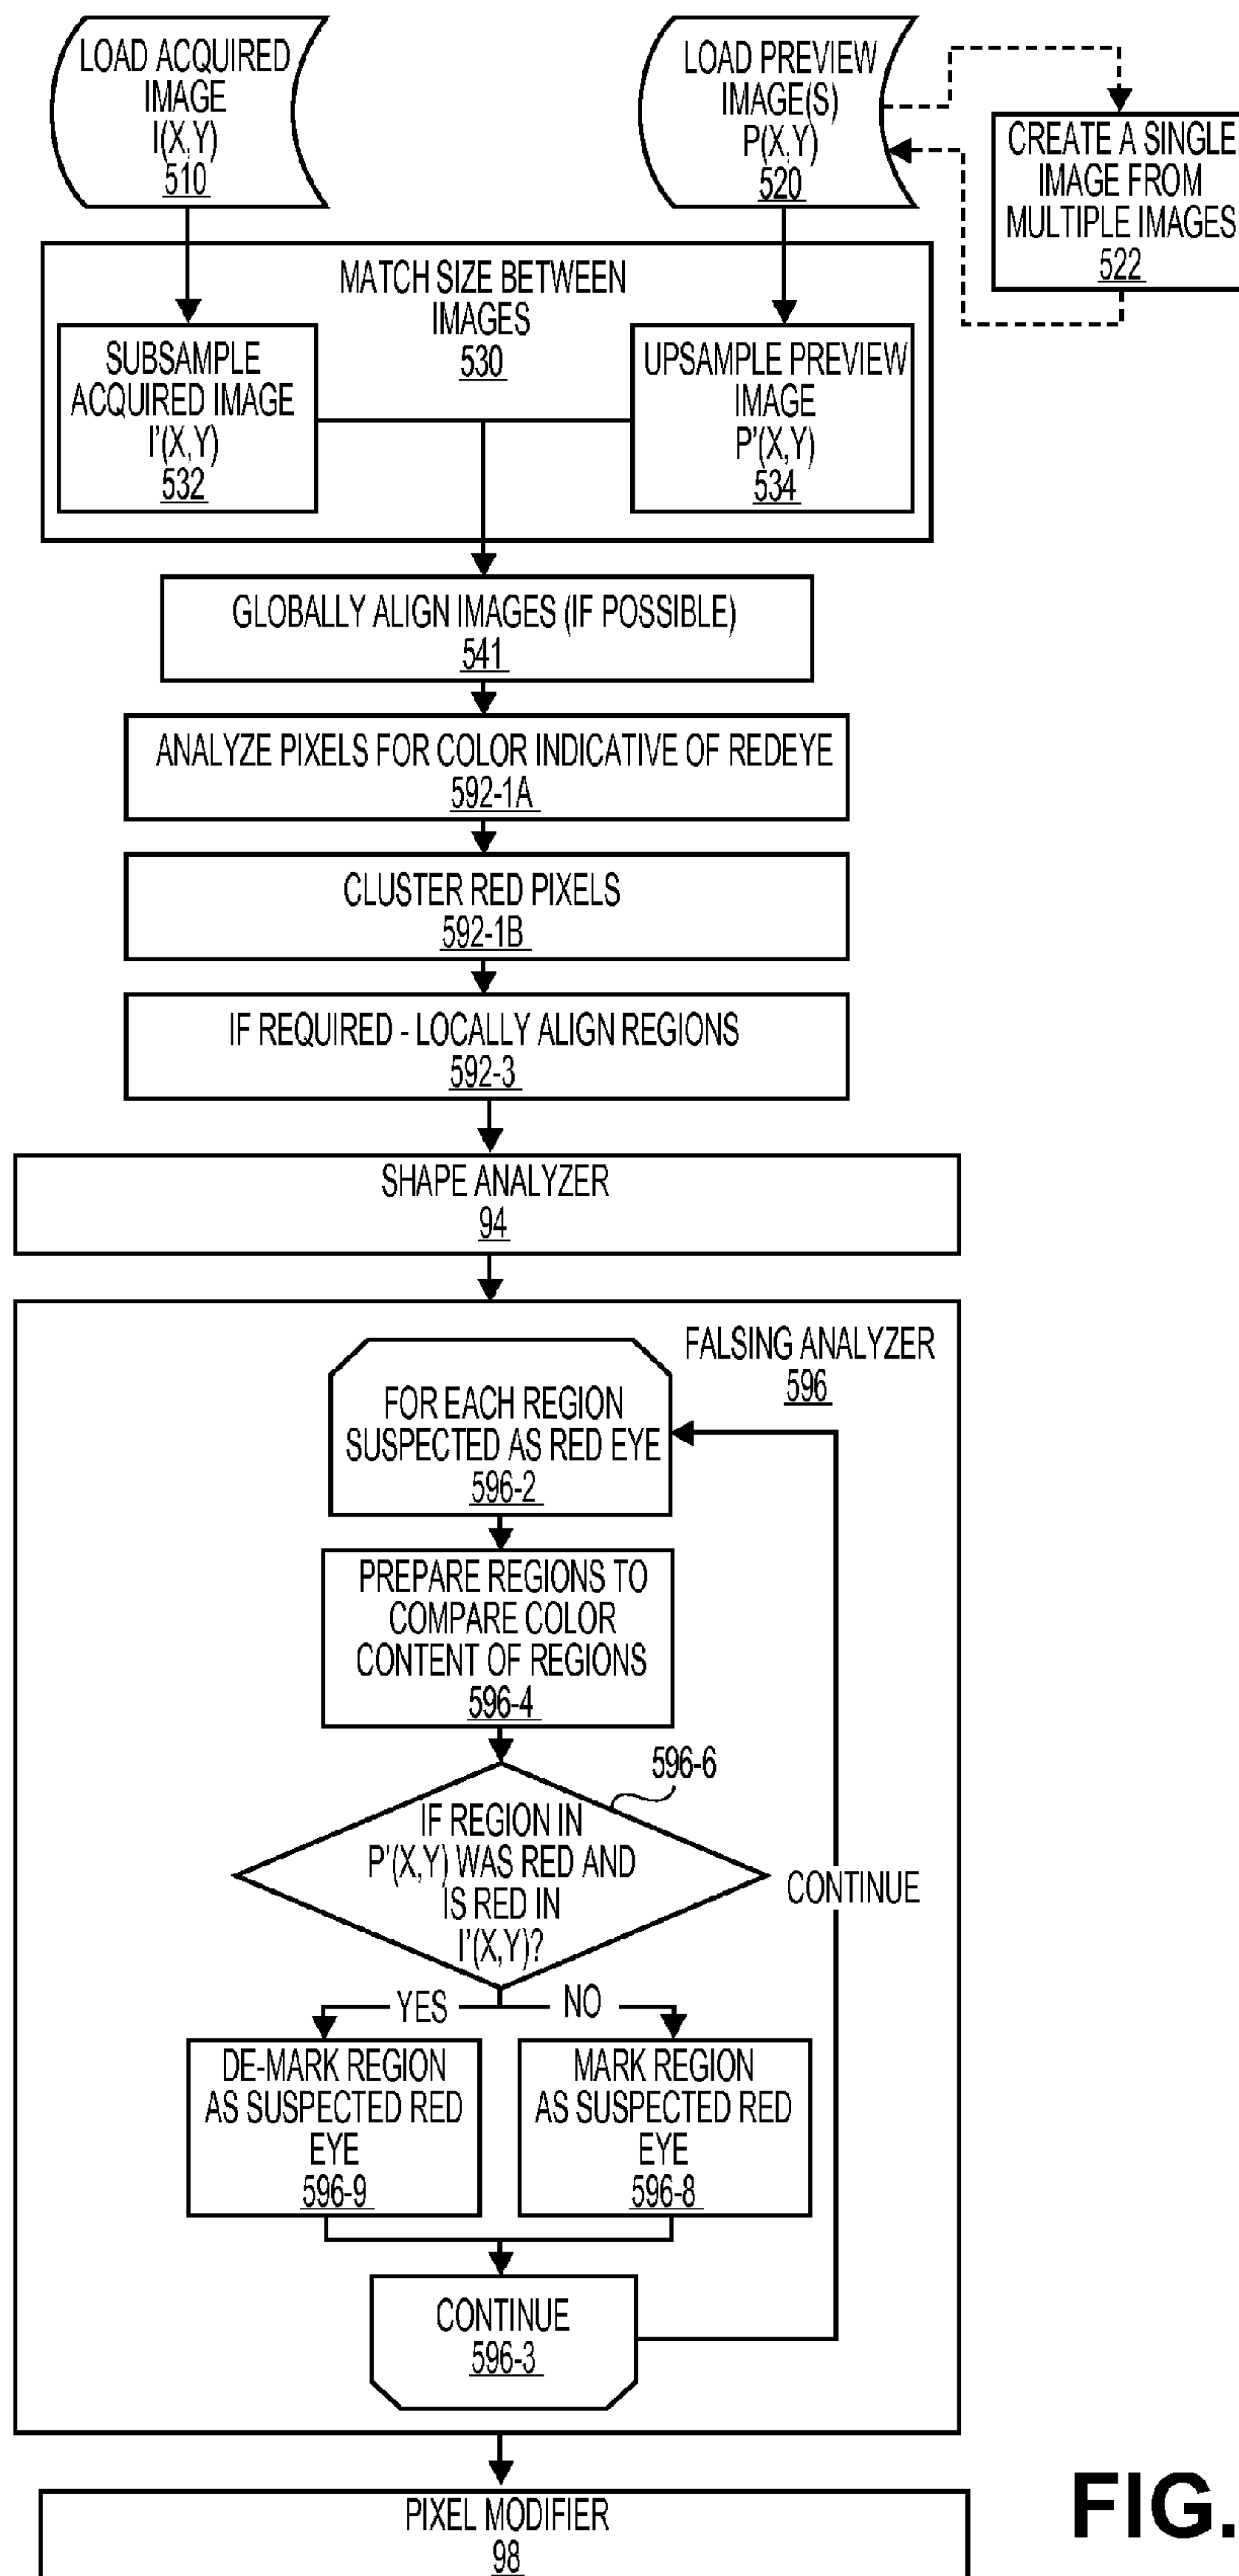 LOAD ACQUIRED
IMAGE
I(X,Y)
510
LOAD PREVIEW
IMAGE(S)
P(X,Y)
520
CREATE A SINGLE
IMAGE FROM
MULTIPLE IMAGES
522
MATCH SIZE BETWEEN
IMAGES
530
SUBSAMPLE
ACQUIRED IMAGE
I'(X,Y)
532
UPSAMPLE PREVIEW
IMAGE
P'(X,Y)
534
GLOBALLY ALIGN IMAGES (IF POSSIBLE)
541
ANALYZE PIXELS FOR COLOR INDICATIVE OF REDEYE
592-1A
CLUSTER RED PIXELS
592-1B
IF REQUIRED - LOCALLY ALIGN REGIONS
592-3
SHAPE ANALYZER
94
FALSING ANALYZER
596
FOR EACH REGION
SUSPECTED AS RED EYE
596-2
PREPARE REGIONS TO
COMPARE COLOR
CONTENT OF REGIONS
596-4
596-6
IF REGION IN
P'(X,Y) WAS RED AND
IS RED IN
I'(X,Y)?
CONTINUE
YES
NO
DE-MARK REGION
AS SUSPECTED RED
EYE
596-9
MARK REGION
AS SUSPECTED RED
EYE
596-8
CONTINUE
596-3
PIXEL MODIFIER
98
FIG.